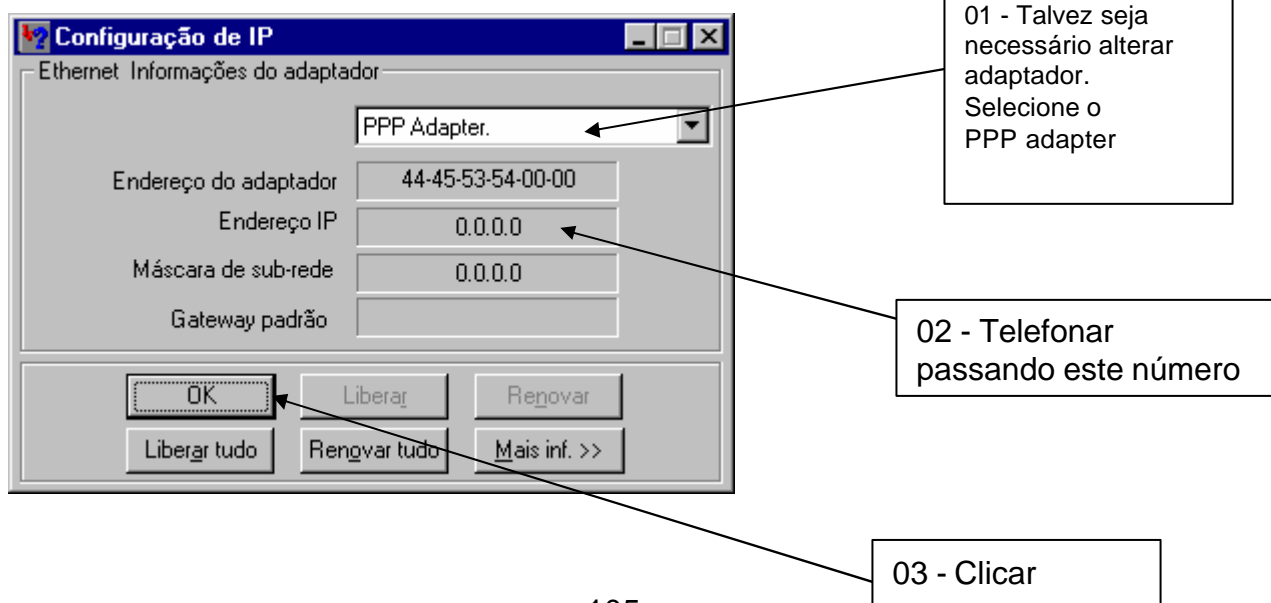 Configuração de IP
Ethernet Informações do adaptador
PPP Adapter.
Endereço do adaptador 44-45-53-54-00-00
Endereço IP 0.0.0.0
Máscara de sub-rede 0.0.0.0
Gateway padrão
OK Liberar Renovar
Liberar tudo Renovar tudo Mais inf. >>
01 - Talvez seja
necessário alterar
adaptador.
Selecione o
PPP adapter
02 - Telefonar
passando este número
03 - Clicar